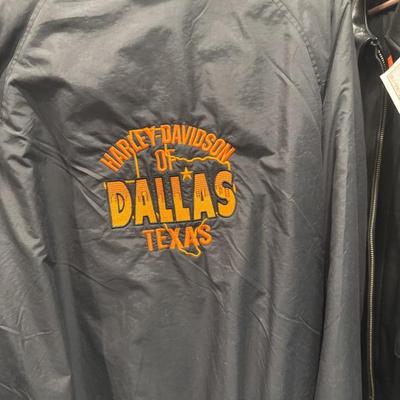 HARLEY-DAVIDSON
OF
DALLAS
TEXAS